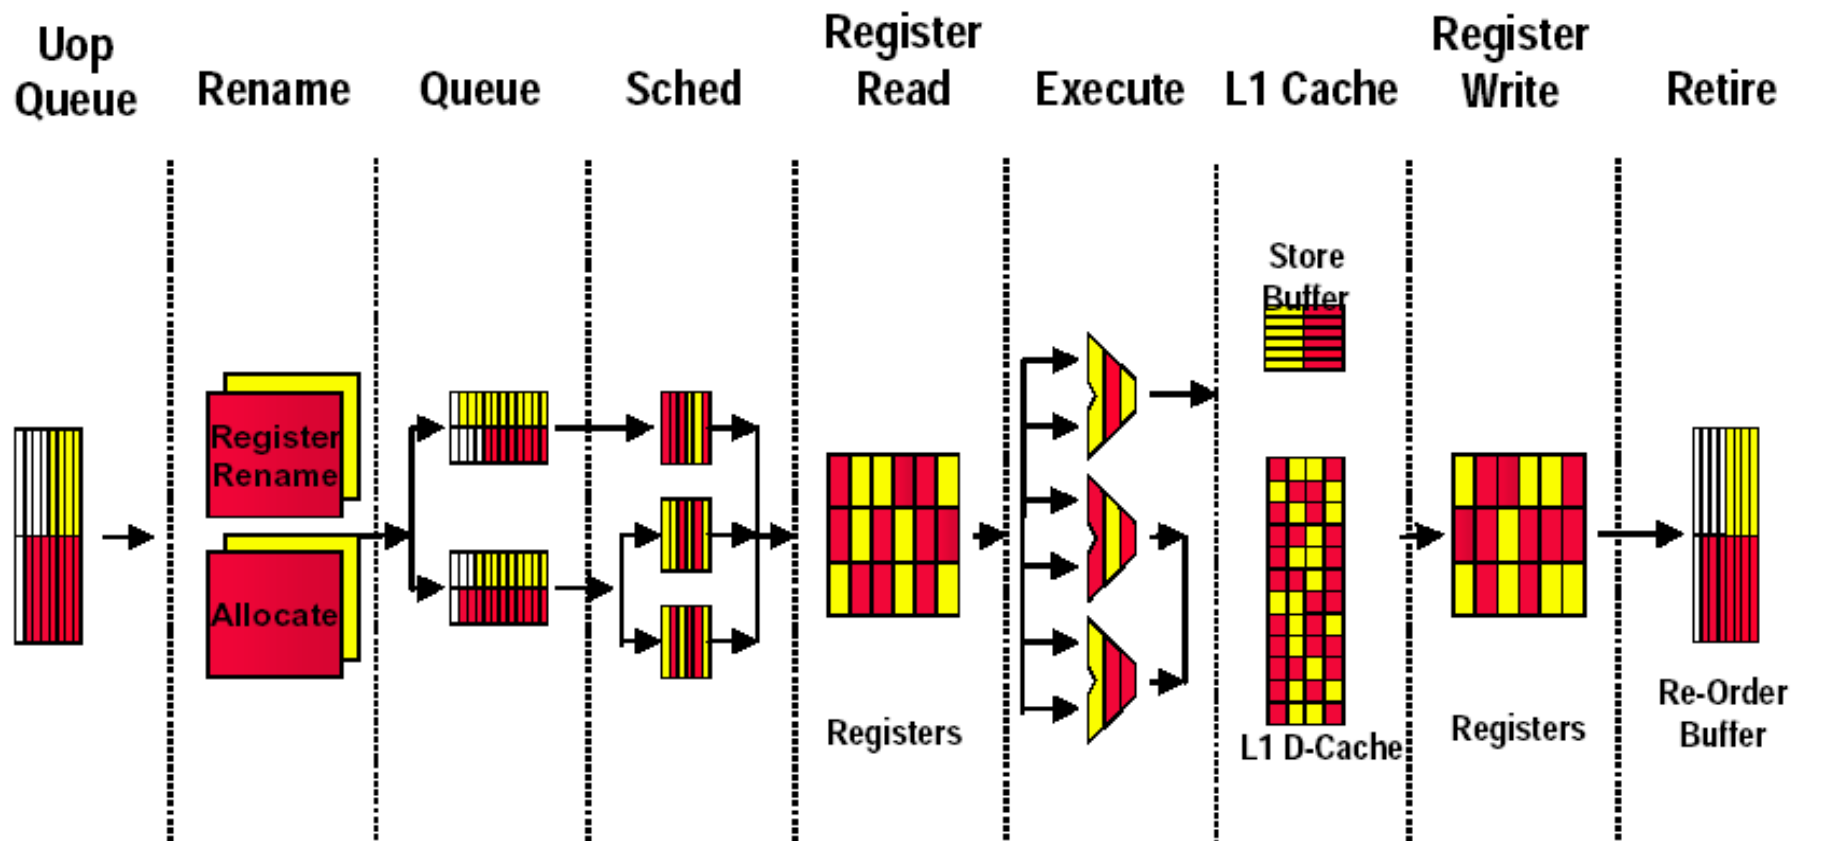 Uop
Queue
Rename
Queue
Sched
Register
Read
Execute
L1 Cache
Register
Write
Retire
Store
Buffer
Register
Rename
Allocate
Registers
L1 D-Cache
Registers
Re-Order
Buffer